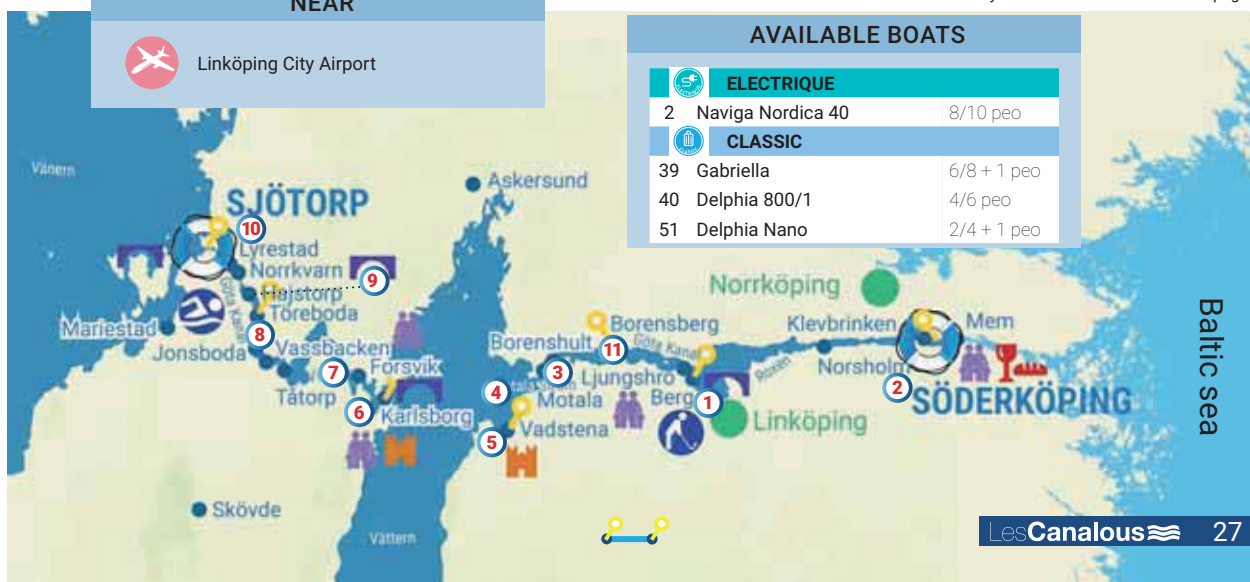 NEAR
Linköping City Airport
AVAILABLE BOATS
ELECTRIQUE
2 Naviga Nordica 40 8/10 peo
CLASSIC
39 Gabriella 6/8 + 1 peo
40 Delphia 800/1 4/6 peo
51 Delphia Nano 2/4 + 1 peo
Vänern
Askersund
SJÖTORP
10
Lyrestad
Norrkvarn
9
Hajstorp
Töreboda
Mariestad
8
Jonsboda
Vassbacken
7
Forsvik
Tåtorp
6
Karlsborg
Skövde
Vättern
Borensberg
Borenshult
11
Göta Kanal
3
Ljungsbro
4
Motala
Berg
1
5
Vadstena
Linköping
Roxen
Norrköping
Klevbrinken
Mem
Norsholm
2
SÖDERKÖPING
Baltic sea
LesCanalous 27